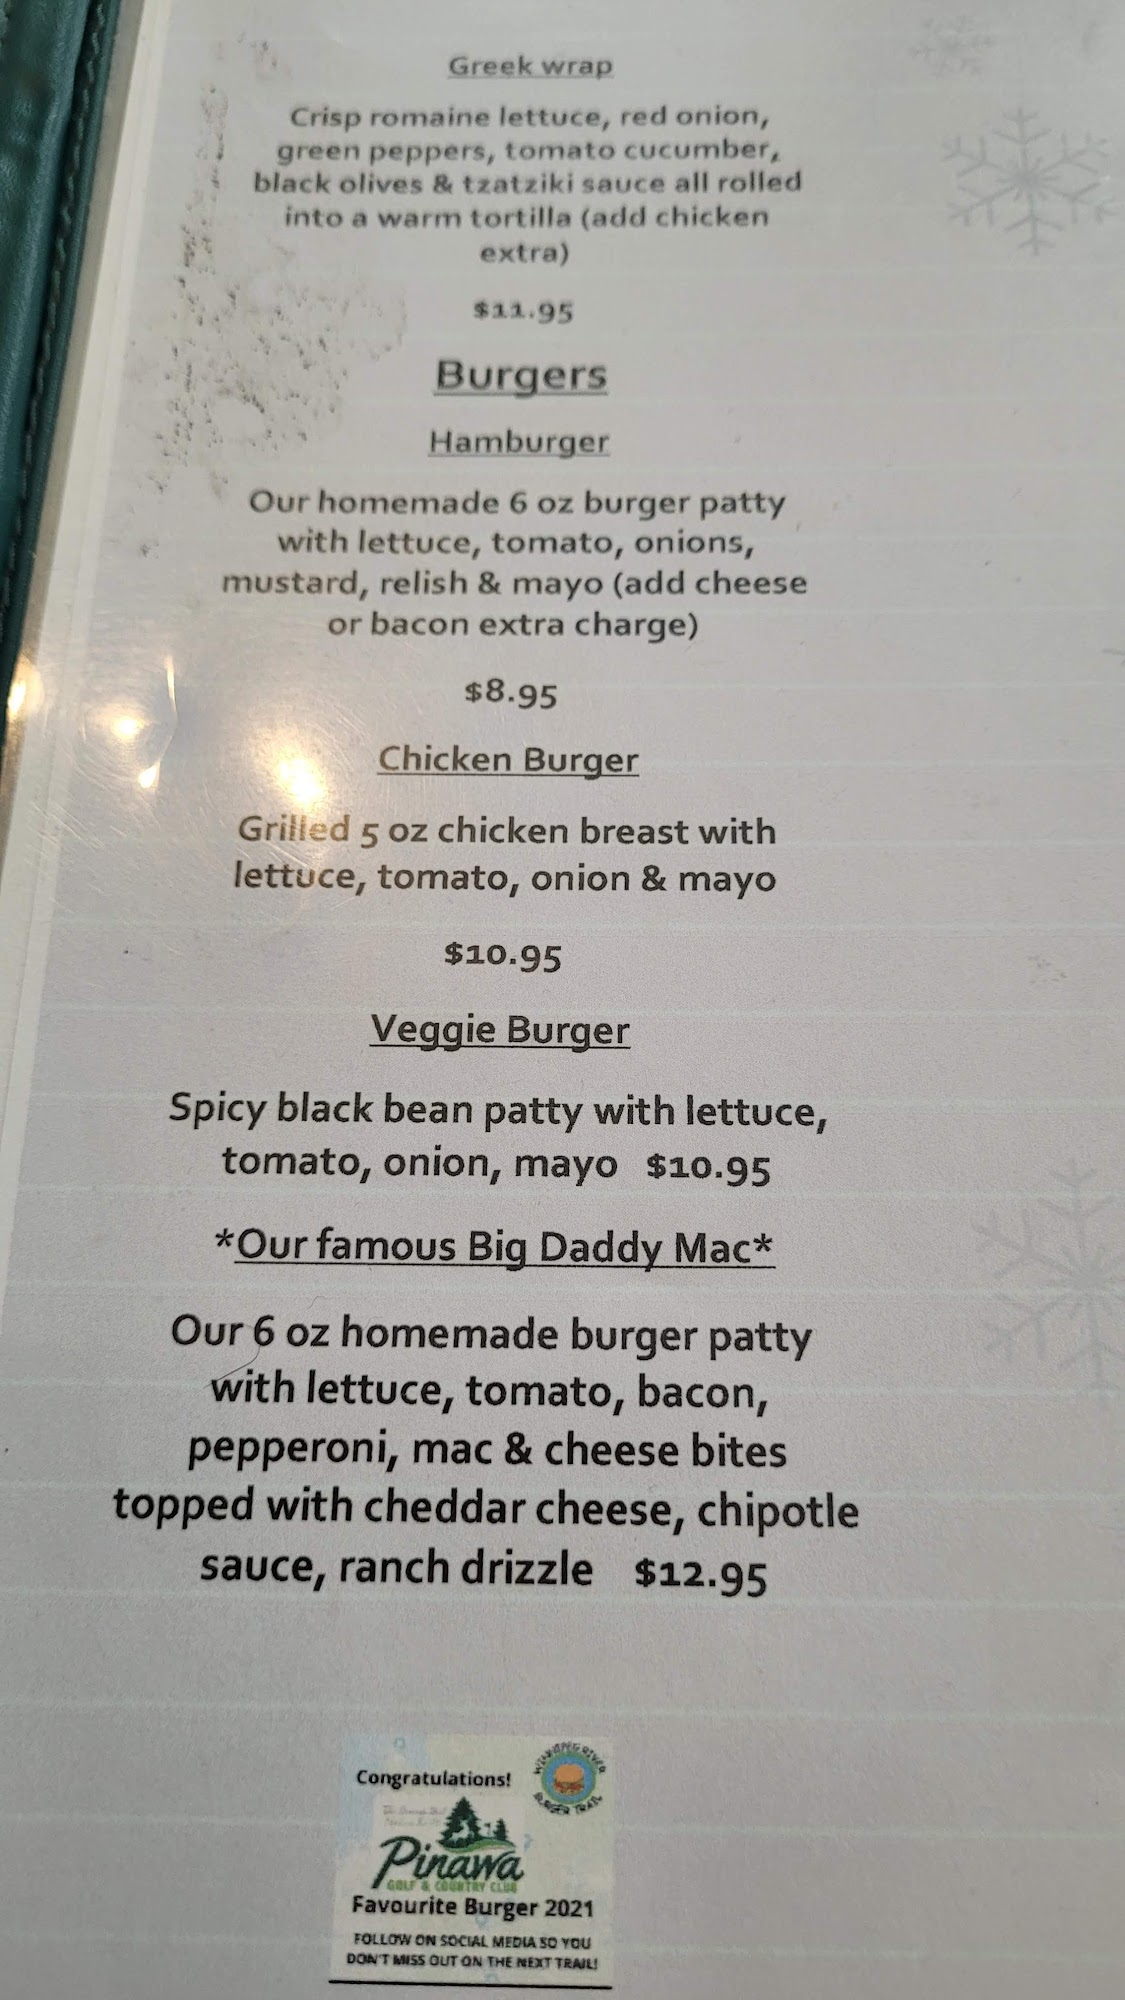 Greek wrap
Crisp romaine lettuce, red onion,
green peppers, tomato cucumber,
black olives & tzatziki sauce all rolled
into a warm tortilla (add chicken
extra)
$11.95
Burgers
Hamburger
Our homemade 6 oz burger patty
with lettuce, tomato, onions,
mustard, relish & mayo (add cheese
or bacon extra charge)
$8.95
Chicken Burger
Grilled 5 oz chicken breast with
lettuce, tomato, onion & mayo
$10.95
Veggie Burger
Spicy black bean patty with lettuce,
tomato, onion, mayo $10.95
*Our famous Big Daddy Mac*
Our 6 oz homemade burger patty
with lettuce, tomato, bacon,
pepperoni, mac & cheese bites
topped with cheddar cheese, chipotle
sauce, ranch drizzle $12.95
WINNIPEG RIVER
BURGER TRAIL
Congratulations!
Pinawa
GOLF & COUNTRY CLUB
Favourite Burger 2021
FOLLOW ON SOCIAL MEDIA SO YOU
DON'T MISS OUT ON THE NEXT TRAIL!